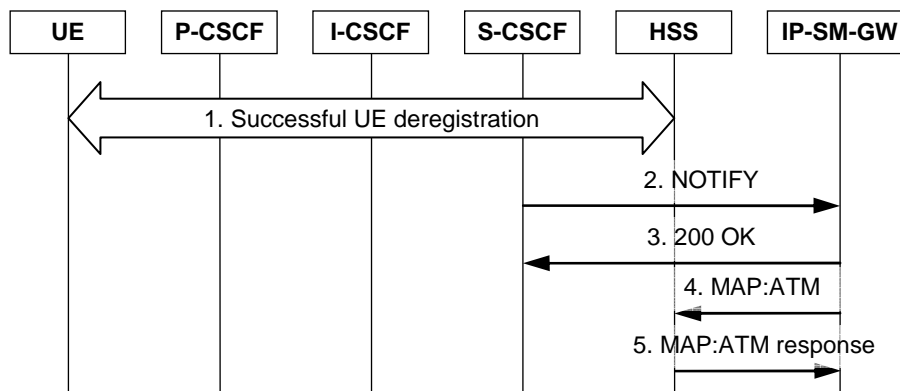 UE P-CSCF I-CSCF S-CSCF HSS IP-SM-GW
1. Successful UE deregistration
2. NOTIFY
3. 200 OK
4. MAP:ATM
5. MAP:ATM response